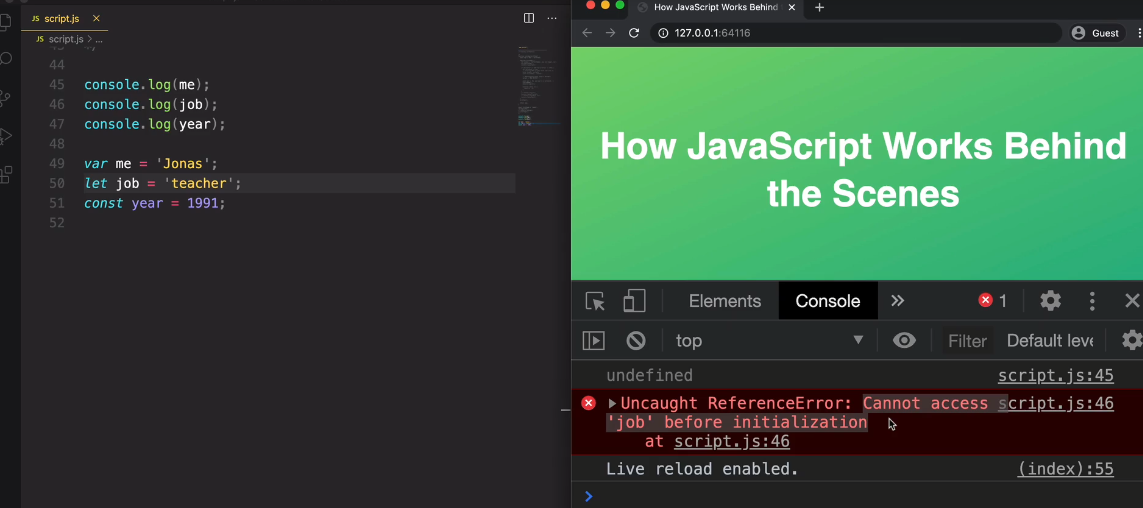 JS script.js ×
JS script.js > ...
44
45 console.log(me);
46 console.log(job);
47 console.log(year);
48
49 var me = 'Jonas';
50 let job = 'teacher';
51 const year = 1991;
52
How JavaScript Works Behind ×
127.0.0.1:64116
Guest
How JavaScript Works Behind
the Scenes
Elements Console » 1
top Filter Default leve
undefined script.js:45
Uncaught ReferenceError: Cannot access script.js:46
'job' before initialization
at script.js:46
Live reload enabled. (index):55